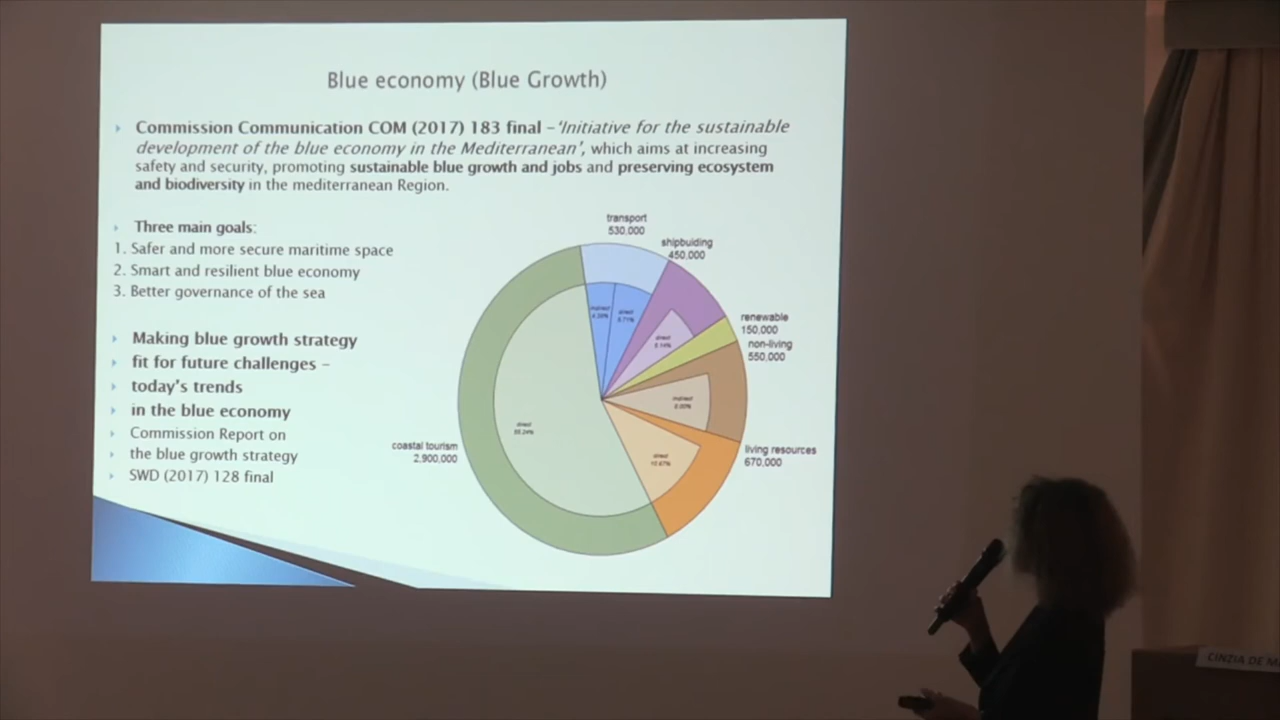 Blue economy (Blue Growth)
Commission Communication COM (2017) 183 final – 'Initiative for the sustainable
development of the blue economy in the Mediterranean', which aims at increasing
safety and security, promoting sustainable blue growth and jobs and preserving ecosystem
and biodiversity in the mediterranean Region.
Three main goals:
1. Safer and more secure maritime space
2. Smart and resilient blue economy
3. Better governance of the sea
Making blue growth strategy
fit for future challenges –
today's trends
in the blue economy
Commission Report on
the blue growth strategy
SWD (2017) 128 final
transport
530,000
shipbuiding
450,000
renewable
150,000
non-living
550,000
living resources
670,000
coastal tourism
2,900,000
indirect
direct
direct
indirect
direct
direct
CINZIA DE